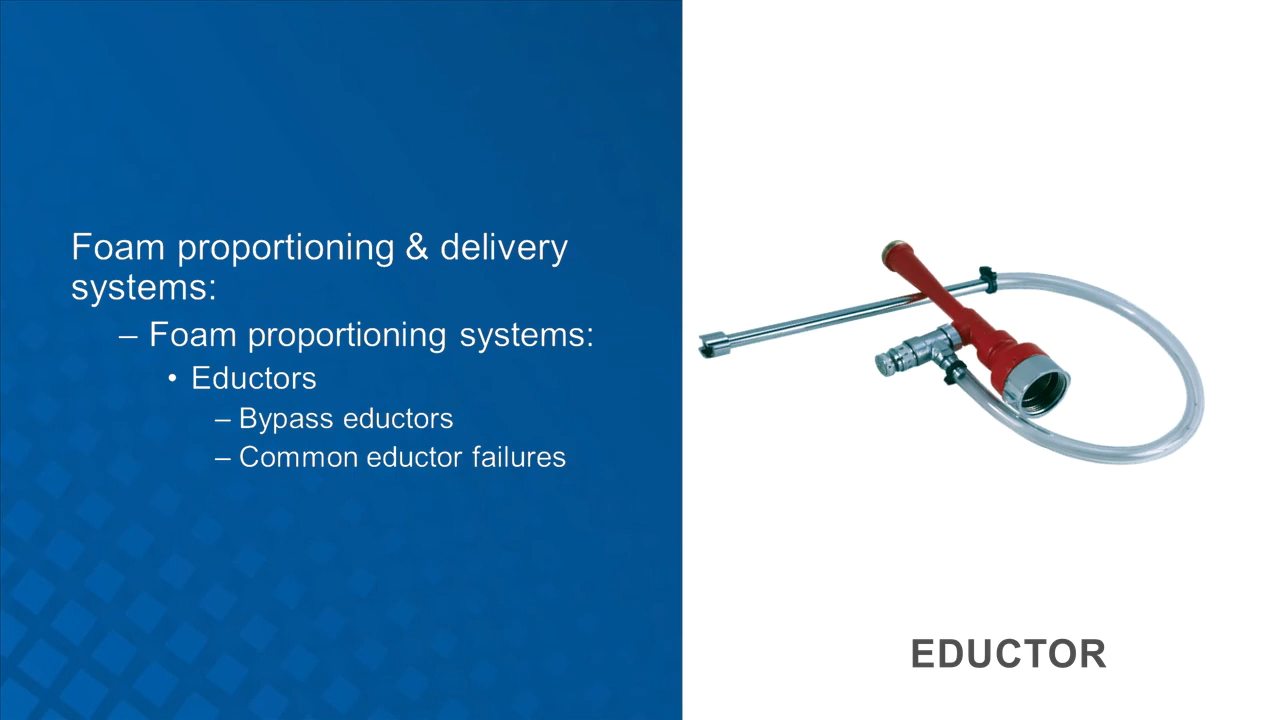 Foam proportioning & delivery
systems:
– Foam proportioning systems:
• Eductors
– Bypass eductors
– Common eductor failures
EDUCTOR